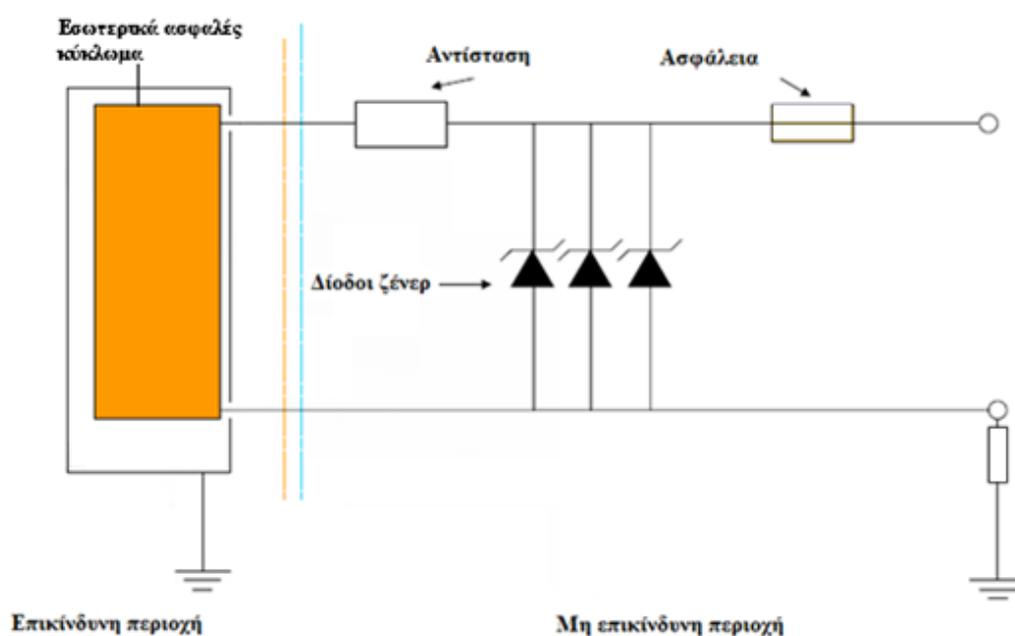 Εσωτερικά ασφαλές
κύκλωμα
Αντίσταση
Ασφάλεια
Δίοδοι ζένερ
Επικίνδυνη περιοχή
Μη επικίνδυνη περιοχή